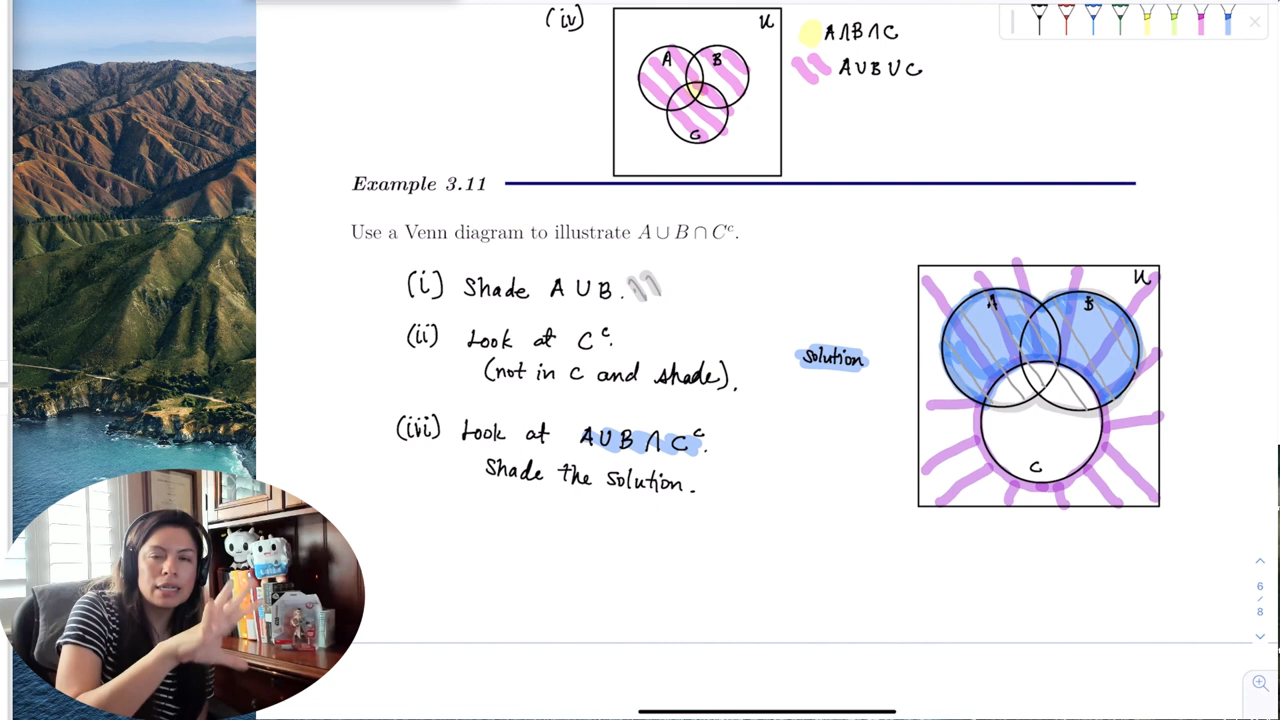 (iv)
U
A
B
C
A∩B∩C
A∪B∪C
Example 3.11
Use a Venn diagram to illustrate A ∪ B ∩ Cᶜ.
(i) Shade A ∪ B.
(ii) Look at Cᶜ.
(not in C and shade).
(iii) Look at A∪B∩Cᶜ.
Shade the solution.
solution
U
A
B
C
6
/
8